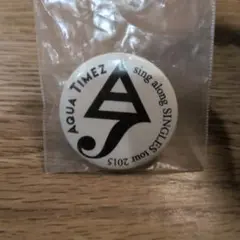 AQUA TIMEZ
sing along SINGLES tour 2015